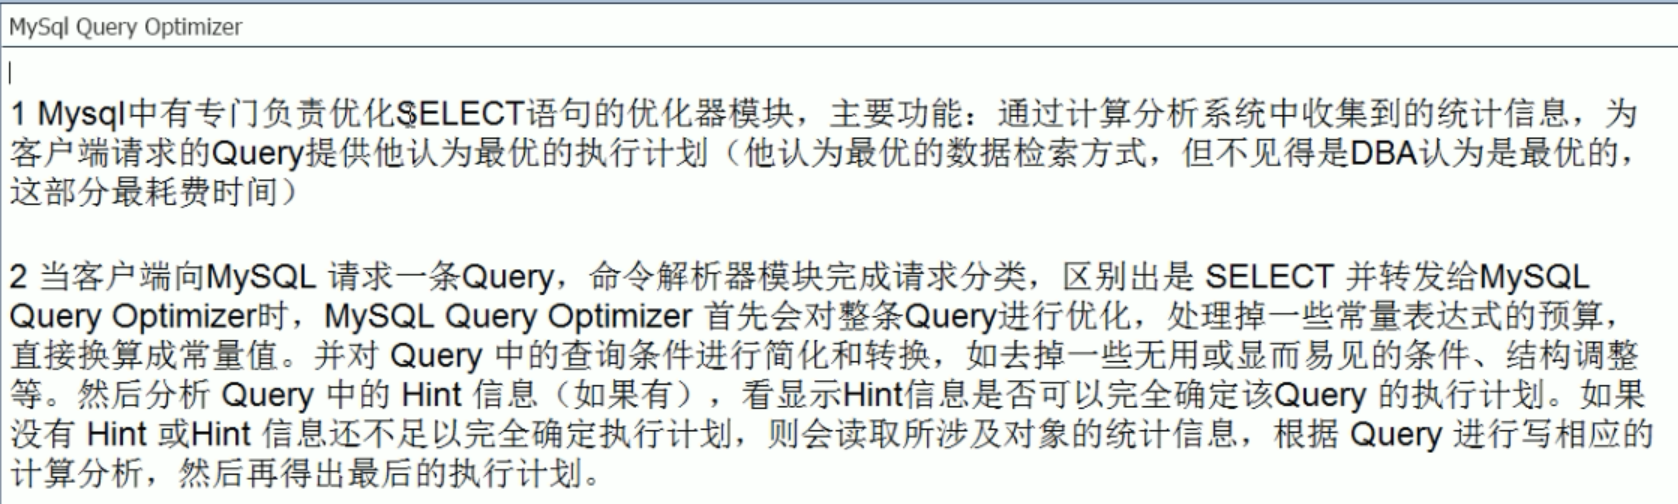 MySql Query Optimizer
1 Mysql中有专门负责优化SELECT语句的优化器模块，主要功能：通过计算分析系统中收集到的统计信息，为
客户端请求的Query提供他认为最优的执行计划（他认为最优的数据检索方式，但不见得是DBA认为是最优的，
这部分最耗费时间）
2 当客户端向MySQL 请求一条Query，命令解析器模块完成请求分类，区别出是 SELECT 并转发给MySQL
Query Optimizer时，MySQL Query Optimizer 首先会对整条Query进行优化，处理掉一些常量表达式的预算，
直接换算成常量值。并对 Query 中的查询条件进行简化和转换，如去掉一些无用或显而易见的条件、结构调整
等。然后分析 Query 中的 Hint 信息（如果有），看显示Hint信息是否可以完全确定该Query 的执行计划。如果
没有 Hint 或Hint 信息还不足以完全确定执行计划，则会读取所涉及对象的统计信息，根据 Query 进行写相应的
计算分析，然后再得出最后的执行计划。